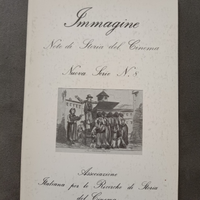 Immagine
Note di Storia del Cinema
Nuova Serie N. 8
Associazione
Italiana per le Ricerche di Storia
del Cinema